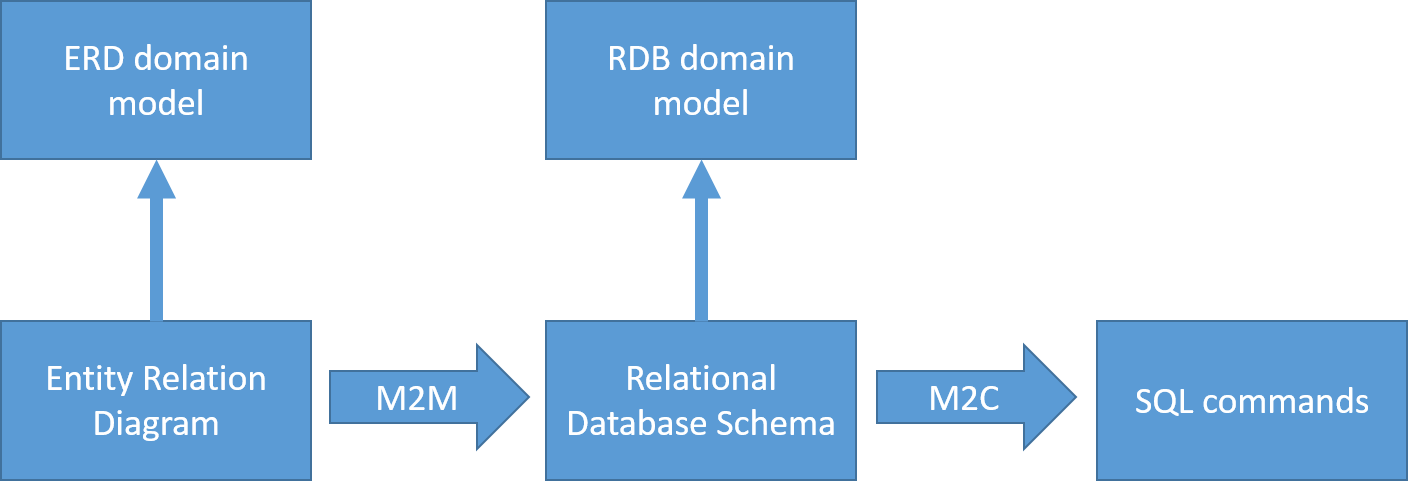 ERD domain
model
RDB domain
model
Entity Relation
Diagram
M2M
Relational
Database Schema
M2C
SQL commands